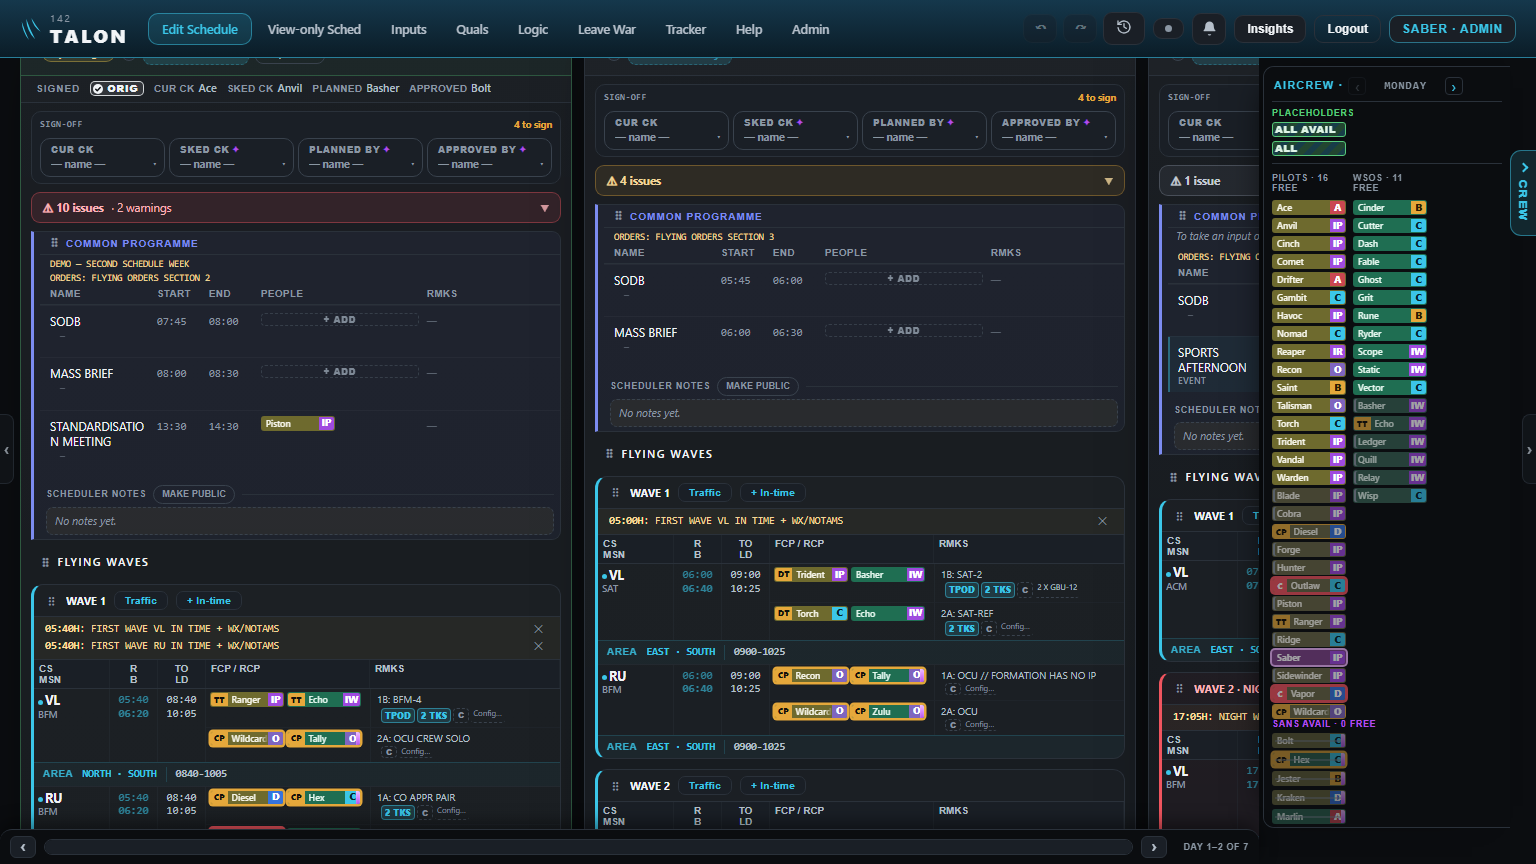 142
TALON
Edit Schedule
View-only Sched
Inputs
Quals
Logic
Leave War
Tracker
Help
Admin
Insights
Logout
SABER · ADMIN
SIGNED ORIG CUR CK Ace SKED CK Anvil PLANNED Basher APPROVED Bolt
SIGN-OFF 4 to sign
CUR CK
— name —
SKED CK ✦
— name —
PLANNED BY ✦
— name —
APPROVED BY ✦
— name —
⚠ 10 issues · 2 warnings ▼
COMMON PROGRAMME
DEMO — SECOND SCHEDULE WEEK
ORDERS: FLYING ORDERS SECTION 2
NAME START END PEOPLE RMKS
SODB 07:45 08:00 + ADD —
—
MASS BRIEF 08:00 08:30 + ADD —
—
STANDARDISATIO
N MEETING
13:30 14:30 Piston IP —
—
SCHEDULER NOTES MAKE PUBLIC
No notes yet.
FLYING WAVES
WAVE 1 Traffic + In-time
05:40H: FIRST WAVE VL IN TIME + WX/NOTAMS
05:40H: FIRST WAVE RU IN TIME + WX/NOTAMS
CS R TO FCP / RCP RMKS
MSN B LD
VL 05:40 08:40 TT Ranger IP Echo IW 1B: BFM-4
BFM 06:20 10:05 TPOD 2 TKS C Config...
CP Wildcard O CP Tally O 2A: OCU CREW SOLO
C Config...
AREA NORTH · SOUTH 0840-1005
RU 05:40 08:40 CP Diesel D CP Hex C 1A: CO APPR PAIR
BFM 06:20 10:05 2 TKS C Config...
SIGN-OFF 4 to sign
CUR CK
— name —
SKED CK ✦
— name —
PLANNED BY ✦
— name —
APPROVED BY ✦
— name —
⚠ 4 issues ▼
COMMON PROGRAMME
ORDERS: FLYING ORDERS SECTION 3
NAME START END PEOPLE RMKS
SODB 05:45 06:00 + ADD —
—
MASS BRIEF 06:00 06:30 + ADD —
—
SCHEDULER NOTES MAKE PUBLIC
No notes yet.
FLYING WAVES
WAVE 1 Traffic + In-time
05:00H: FIRST WAVE VL IN TIME + WX/NOTAMS
CS R TO FCP / RCP RMKS
MSN B LD
VL 06:00 09:00 DT Trident IP Basher IW 1B: SAT-2
SAT 06:40 10:25 TPOD 2 TKS C 2 X GBU-12
DT Torch C Echo IW 2A: SAT-REF
2 TKS C Config...
AREA EAST · SOUTH 0900-1025
RU 06:00 09:00 CP Recon O CP Tally O 1A: OCU // FORMATION HAS NO IP
BFM 06:40 10:25 C Config...
CP Wildcard O CP Zulu O 2A: OCU
C Config...
AREA EAST · SOUTH 0900-1025
WAVE 2 Traffic + In-time
CS R TO FCP / RCP RMKS
MSN B LD
SIGN-OFF
CUR CK
— name —
⚠ 1 issue
COMMON P
To take an input o
ORDERS: FLYING O
NAME
SODB
—
SPORTS
AFTERNOON
EVENT
SCHEDULER NOT
No notes yet.
FLYING WAV
WAVE 1 T
CS
MSN
VL 07
ACM 07
AREA EAST · SO
WAVE 2 · NIG
17:05H: NIGHT W
CS
MSN
VL 17
BFM 17
AIRCREW · ‹ MONDAY ›
PLACEHOLDERS
ALL AVAIL
ALL
PILOTS · 16
FREE
Ace A
Anvil IP
Cinch IP
Comet IP
Drifter A
Gambit C
Havoc IP
Nomad C
Reaper IR
Recon O
Saint B
Talisman O
Torch C
Trident IP
Vandal IP
Warden IP
Blade IP
Cobra IP
CP Diesel D
Forge IP
Hunter IP
C Outlaw C
Piston IP
TT Ranger IP
Ridge C
Saber IP
Sidewinder IP
C Vapor D
CP Wildcard O
WSOS · 11
FREE
Cinder B
Cutter C
Dash C
Fable C
Ghost C
Grit C
Rune B
Ryder C
Scope IW
Static IW
Vector C
Basher IW
TT Echo IW
Ledger IW
Quill IW
Relay IW
Wisp C
SANS AVAIL · 0 FREE
Bolt C
CP Hex C
Jester B
Kraken D
Marlin A
CREW
DAY 1–2 OF 7